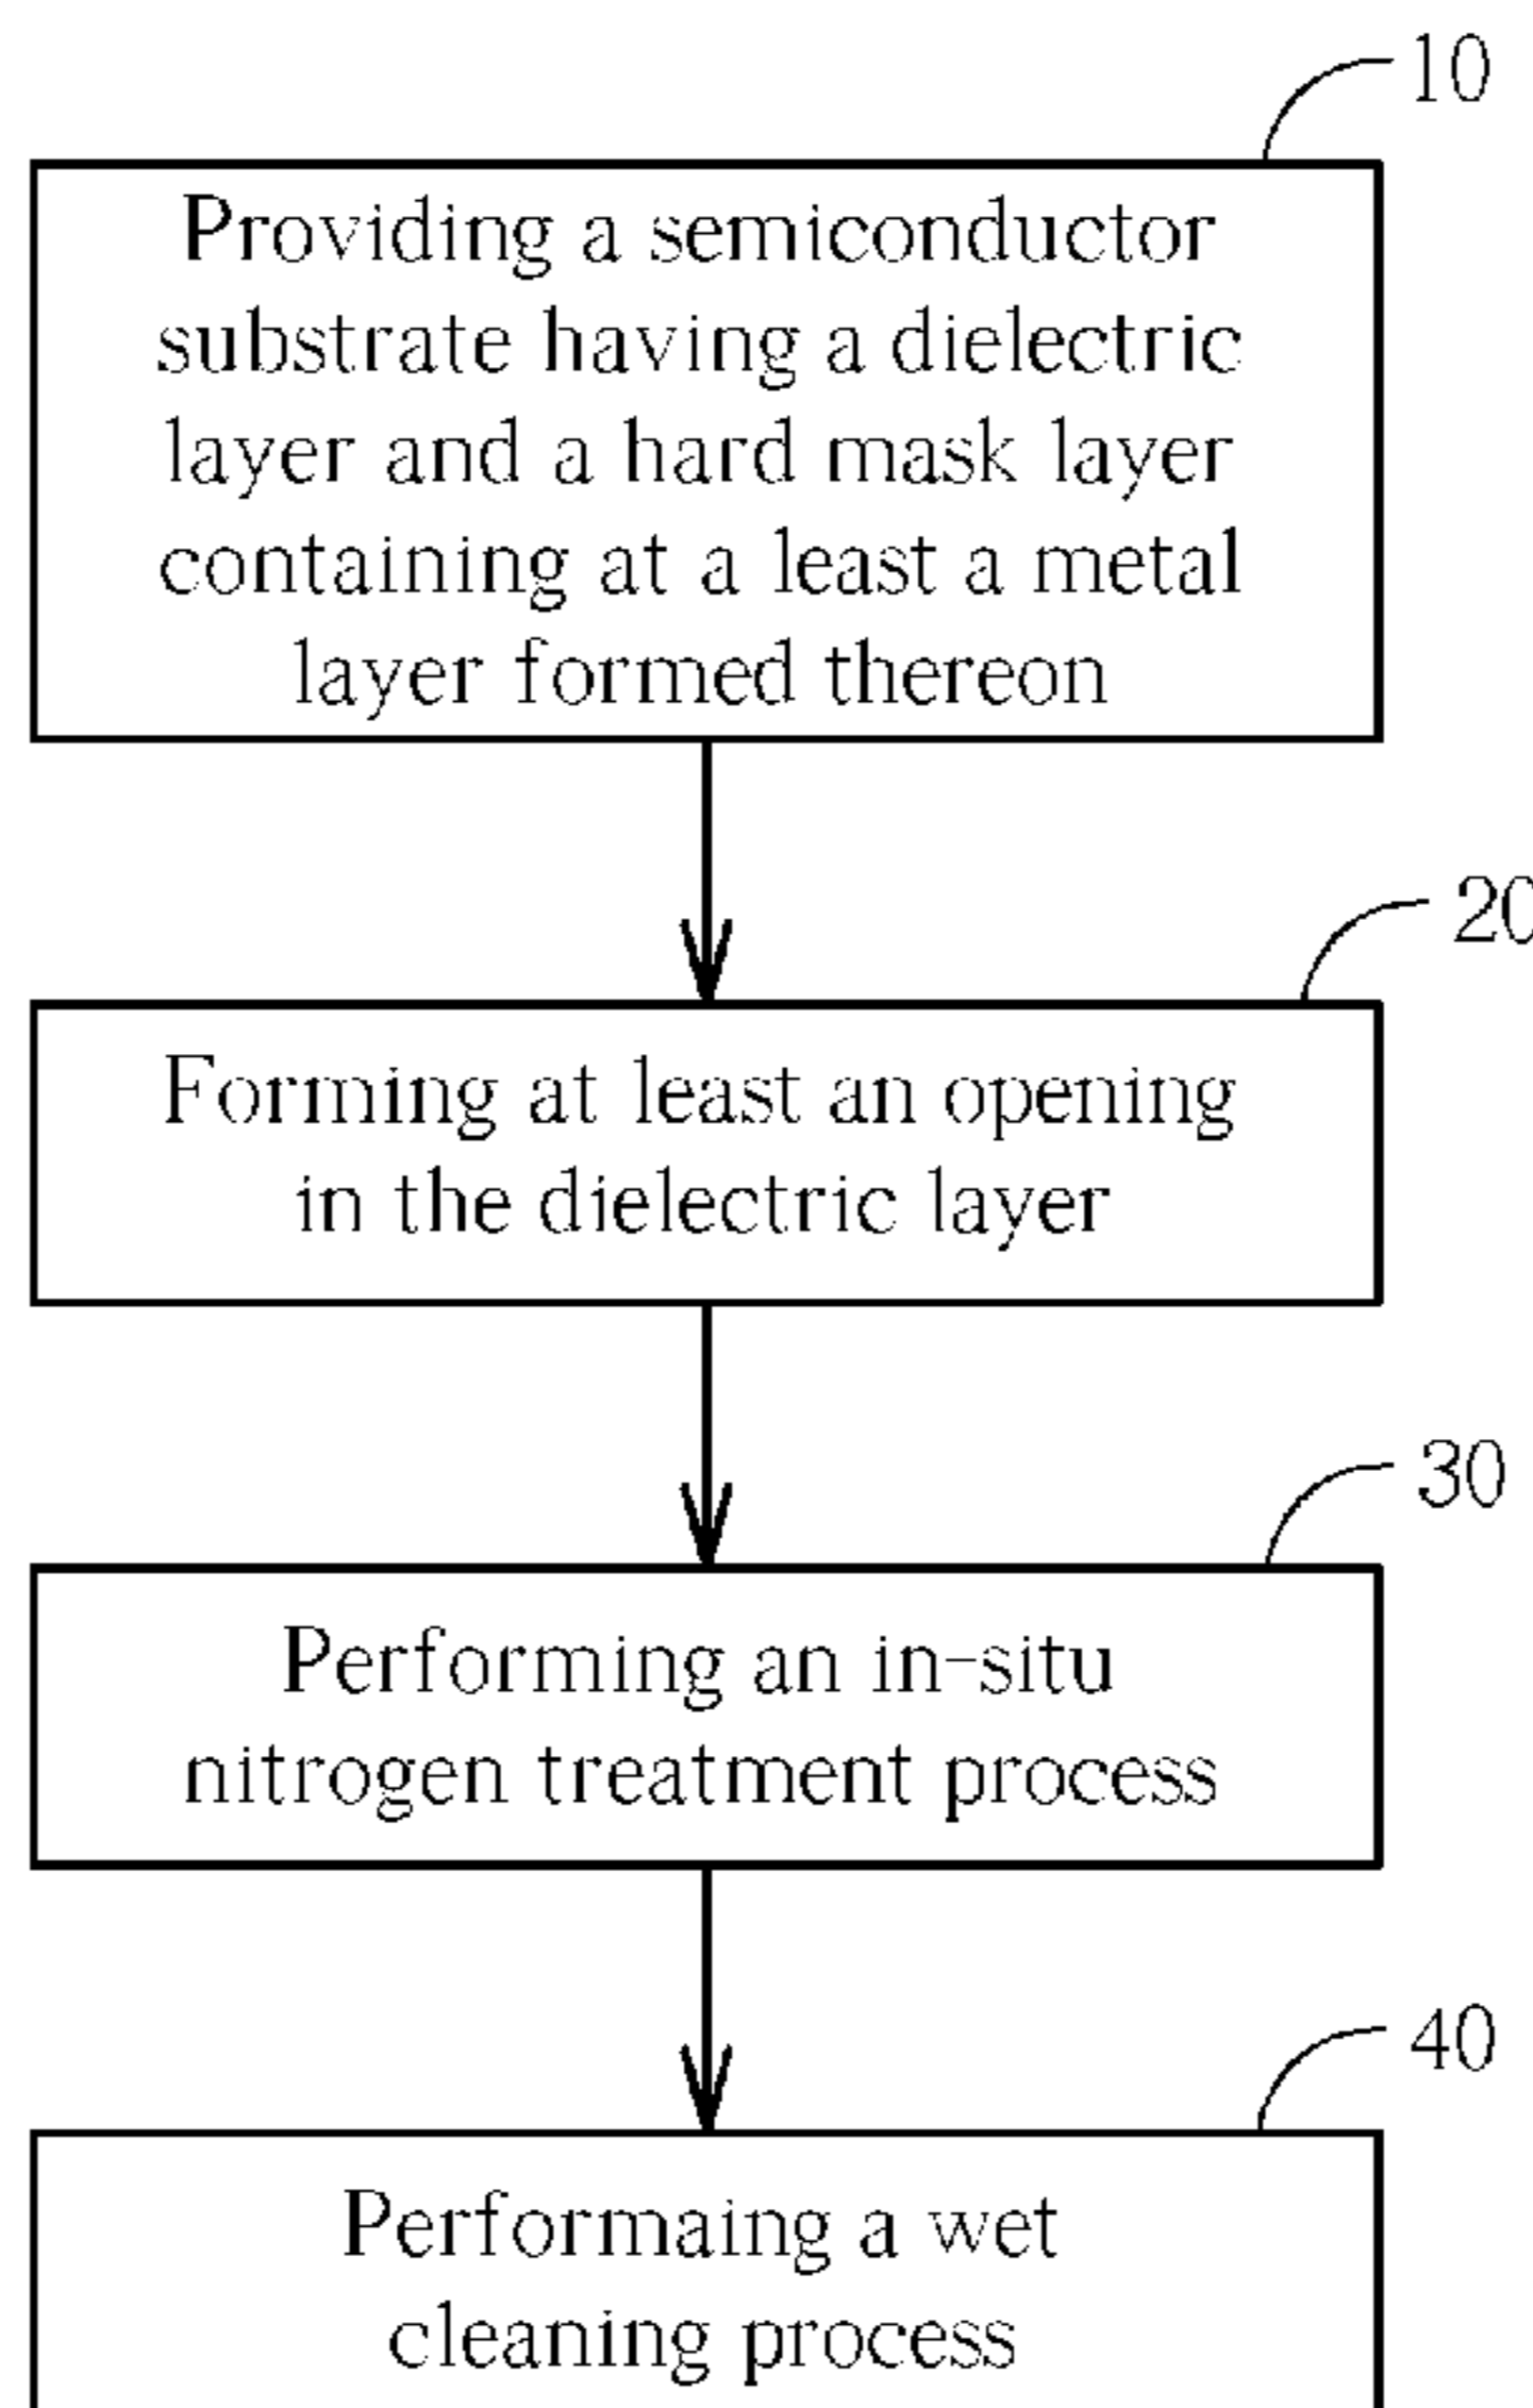 10
Providing a semiconductor
substrate having a dielectric
layer and a hard mask layer
containing at a least a metal
layer formed thereon
20
Forming at least an opening
in the dielectric layer
30
Performing an in-situ
nitrogen treatment process
40
Performaing a wet
cleaning process